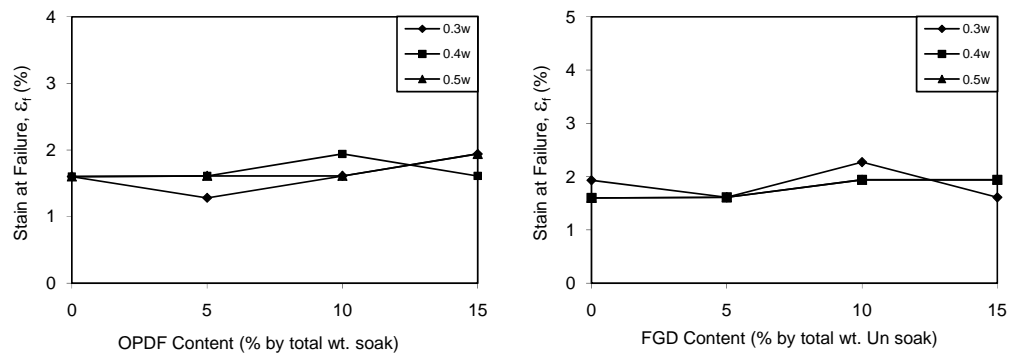 4
3
2
1
0
0 5 10 15
Stain at Failure, εf (%)
OPDF Content (% by total wt. soak)
0.3w
0.4w
0.5w
5
4
3
2
1
0
0 5 10 15
Stain at Failure, εf (%)
FGD Content (% by total wt. Un soak)
0.3w
0.4w
0.5w